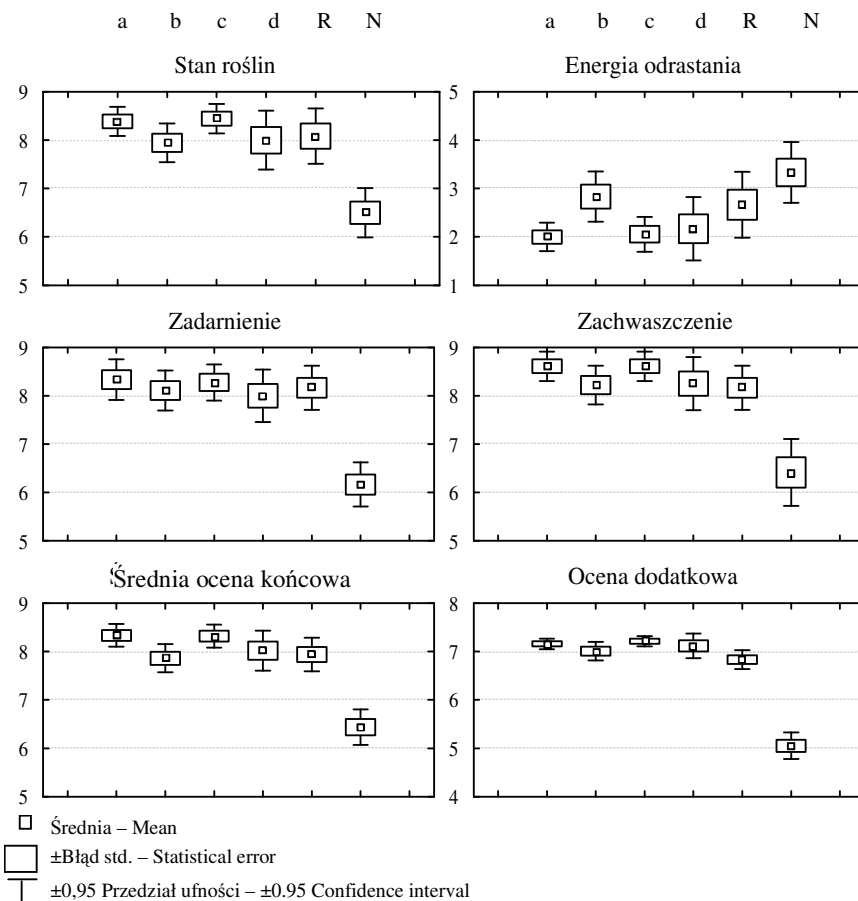 a b c d R N a b c d R N
Stan roślin Energia odrastania
9 5
8 4
7 3
6 2
5 1
Zadarnienie Zachwaszczenie
9 9
8 8
7 7
6 6
5 5
Średnia ocena końcowa Ocena dodatkowa
9 8
8 7
7 6
6 5
5 4
Średnia – Mean
±Błąd std. – Statistical error
±0,95 Przedział ufności – ±0.95 Confidence interval